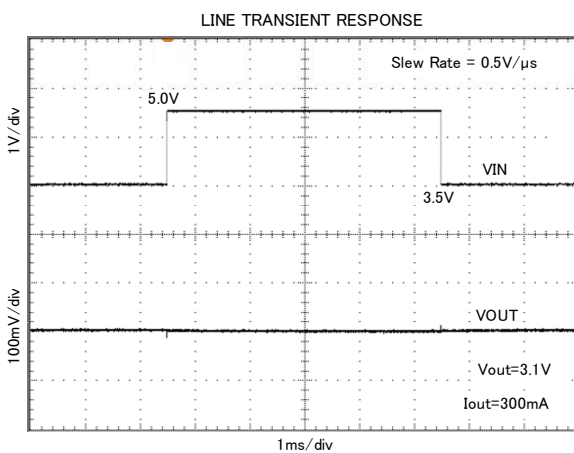 LINE TRANSIENT RESPONSE
Slew Rate = 0.5V/μs
5.0V
1V/div
VIN
3.5V
VOUT
100mV/div
Vout=3.1V
Iout=300mA
1ms/div